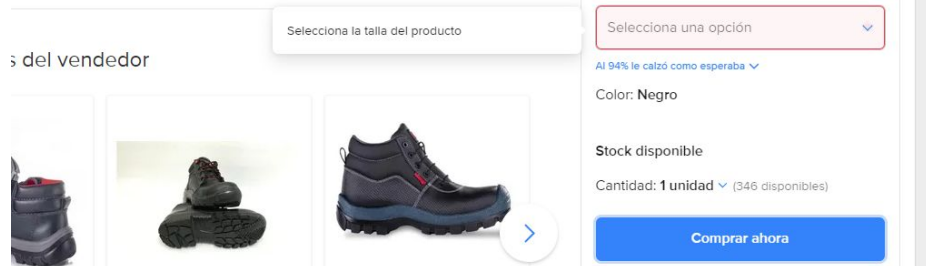 Selecciona la talla del producto
Selecciona una opción
s del vendedor
Al 94% le calzó como esperaba
Color: Negro
Stock disponible
Cantidad: 1 unidad (346 disponibles)
Comprar ahora